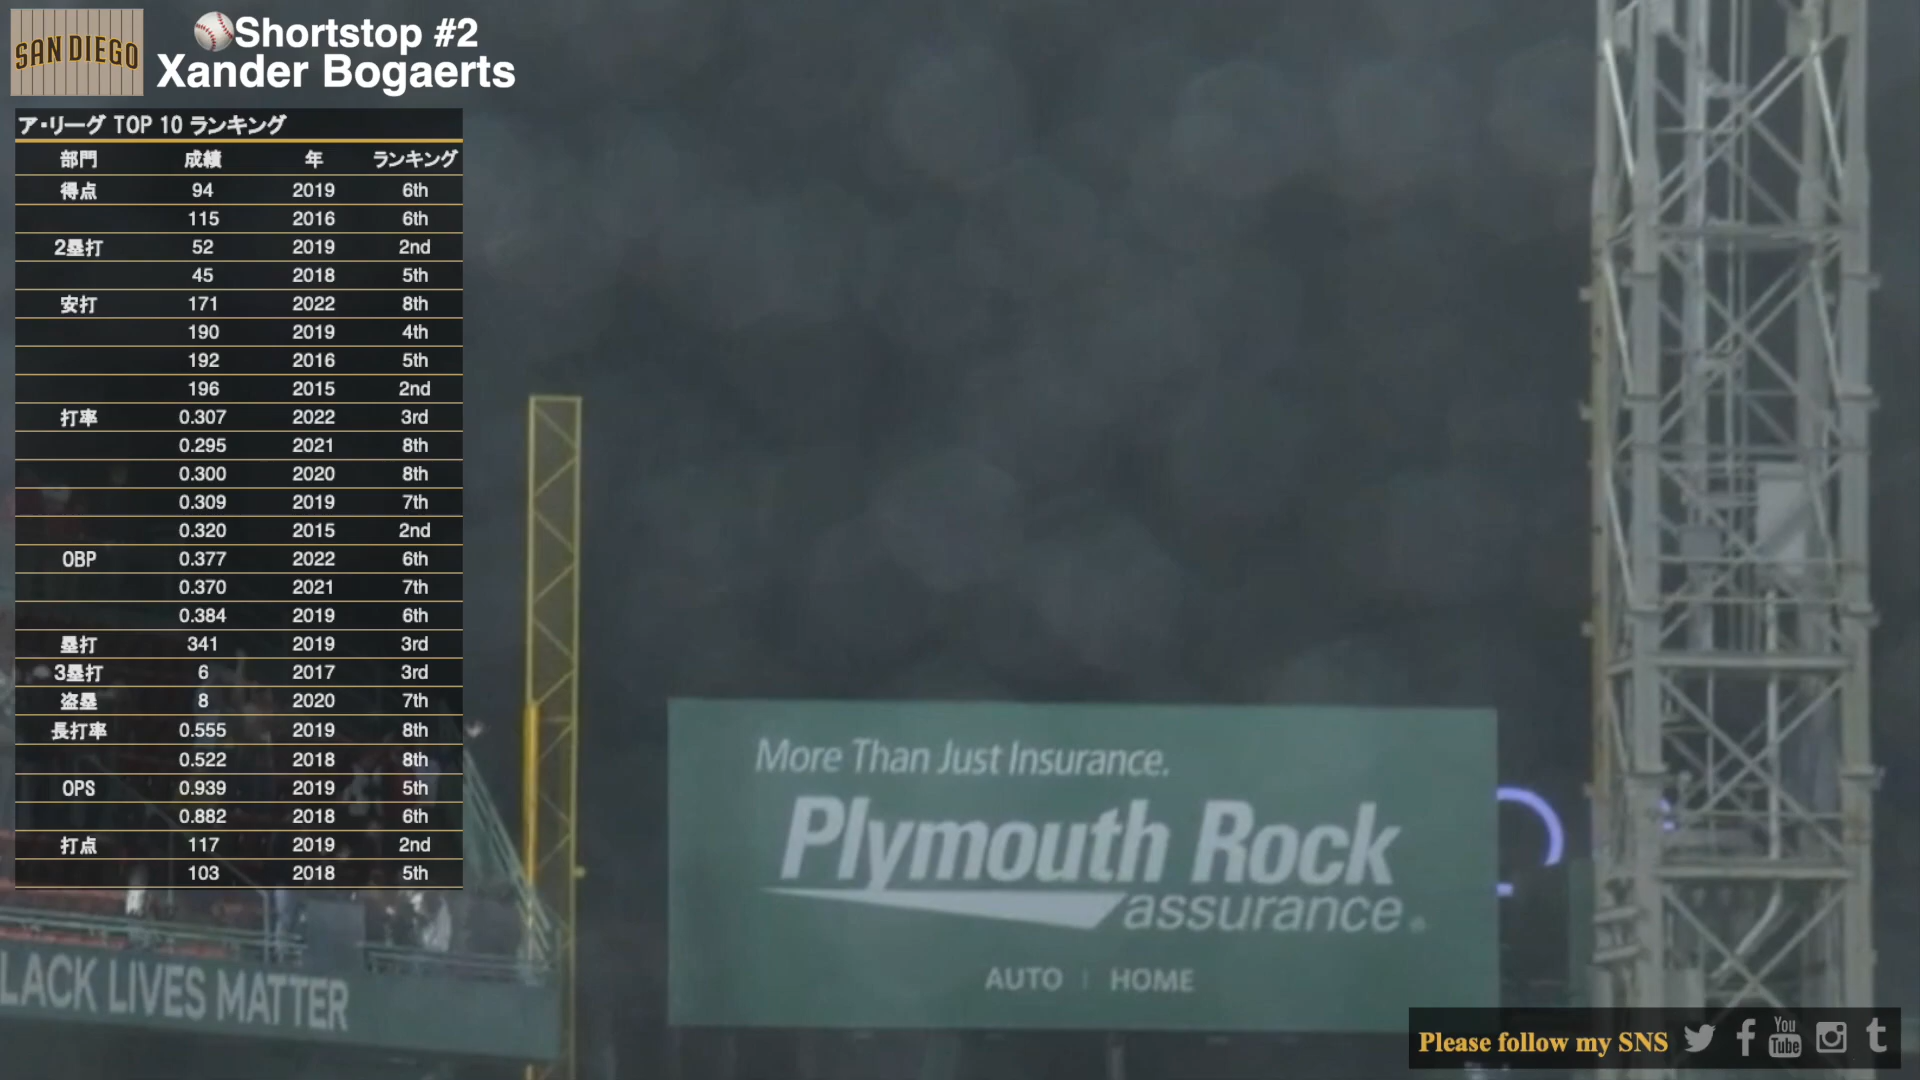 SAN DIEGO
Shortstop #2
Xander Bogaerts
ア・リーグ TOP 10 ランキング
部門 成績 年 ランキング
得点 94 2019 6th
115 2016 6th
2塁打 52 2019 2nd
45 2018 5th
安打 171 2022 8th
190 2019 4th
192 2016 5th
196 2015 2nd
打率 0.307 2022 3rd
0.295 2021 8th
0.300 2020 8th
0.309 2019 7th
0.320 2015 2nd
OBP 0.377 2022 6th
0.370 2021 7th
0.384 2019 6th
塁打 341 2019 3rd
3塁打 6 2017 3rd
盗塁 8 2020 7th
長打率 0.555 2019 8th
0.522 2018 8th
OPS 0.939 2019 5th
0.882 2018 6th
打点 117 2019 2nd
103 2018 5th
More Than Just Insurance.
Plymouth Rock
assurance
AUTO | HOME
LACK LIVES MATTER
Please follow my SNS
You
Tube